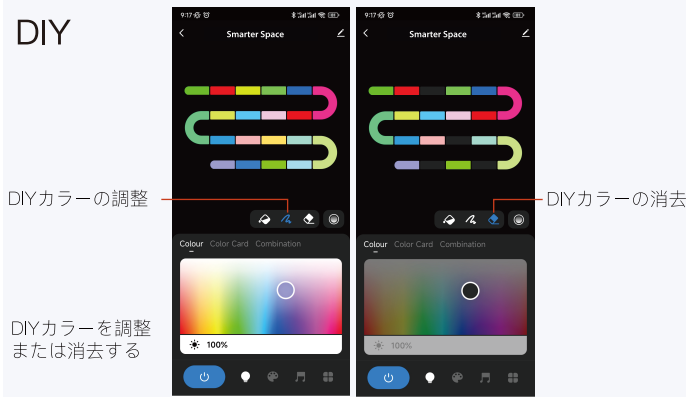 DIY
9:17
Smarter Space
DIYカラーの調整
Colour Color Card Combination
100%
DIYカラーを調整
または消去する
9:17
Smarter Space
DIYカラーの消去
Colour Color Card Combination
100%